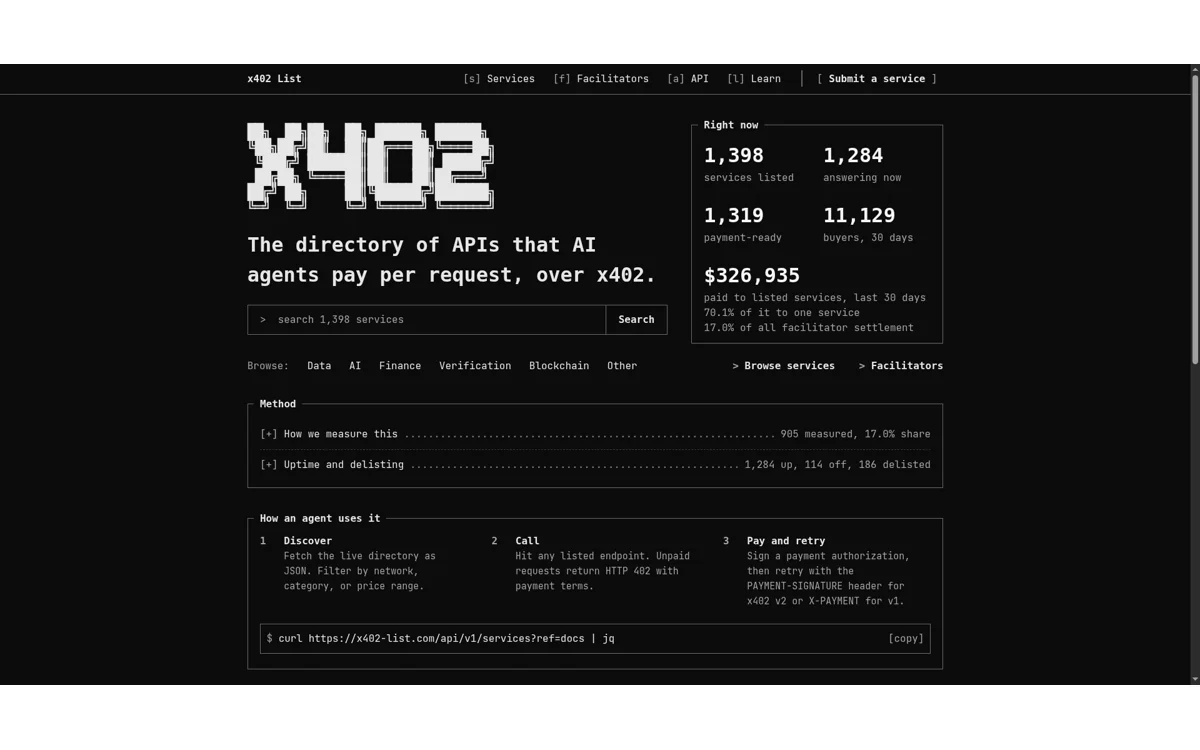 x402 List
[s] Services [f] Facilitators [a] API [l] Learn [ Submit a service ]
X402
The directory of APIs that AI
agents pay per request, over x402.
> search 1,398 services Search
Right now
1,398 1,284
services listed answering now
1,319 11,129
payment-ready buyers, 30 days
$326,935
paid to listed services, last 30 days
70.1% of it to one service
17.0% of all facilitator settlement
Browse: Data AI Finance Verification Blockchain Other > Browse services > Facilitators
Method
[+] How we measure this .............................................................. 905 measured, 17.0% share
[+] Uptime and delisting ....................................................... 1,284 up, 114 off, 186 delisted
How an agent uses it
1 Discover
Fetch the live directory as
JSON. Filter by network,
category, or price range.
2 Call
Hit any listed endpoint. Unpaid
requests return HTTP 402 with
payment terms.
3 Pay and retry
Sign a payment authorization,
then retry with the
PAYMENT-SIGNATURE header for
x402 v2 or X-PAYMENT for v1.
$ curl https://x402-list.com/api/v1/services?ref=docs | jq [copy]